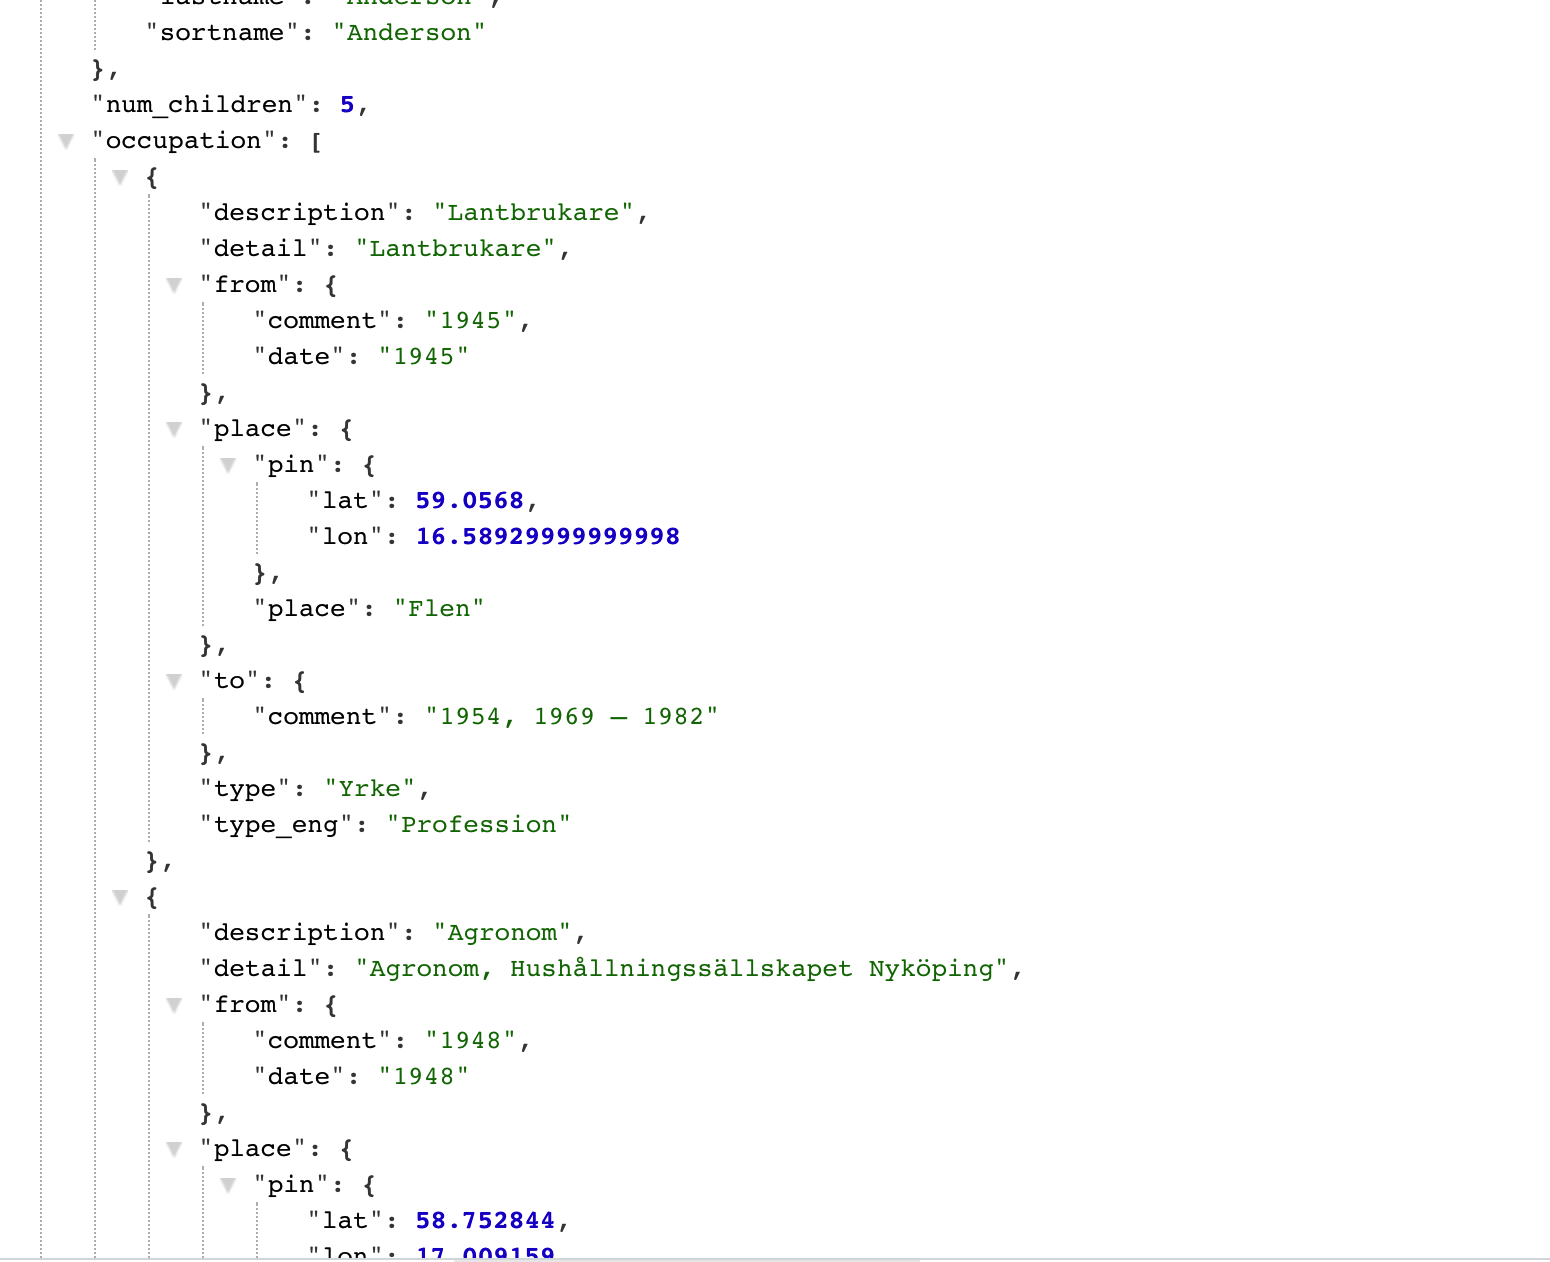 "lastname": "Anderson",
"sortname": "Anderson"
},
"num_children": 5,
"occupation": [
{
"description": "Lantbrukare",
"detail": "Lantbrukare",
"from": {
"comment": "1945",
"date": "1945"
},
"place": {
"pin": {
"lat": 59.0568,
"lon": 16.58929999999998
},
"place": "Flen"
},
"to": {
"comment": "1954, 1969 – 1982"
},
"type": "Yrke",
"type_eng": "Profession"
},
{
"description": "Agronom",
"detail": "Agronom, Hushållningssällskapet Nyköping",
"from": {
"comment": "1948",
"date": "1948"
},
"place": {
"pin": {
"lat": 58.752844,
"lon": 17.009159